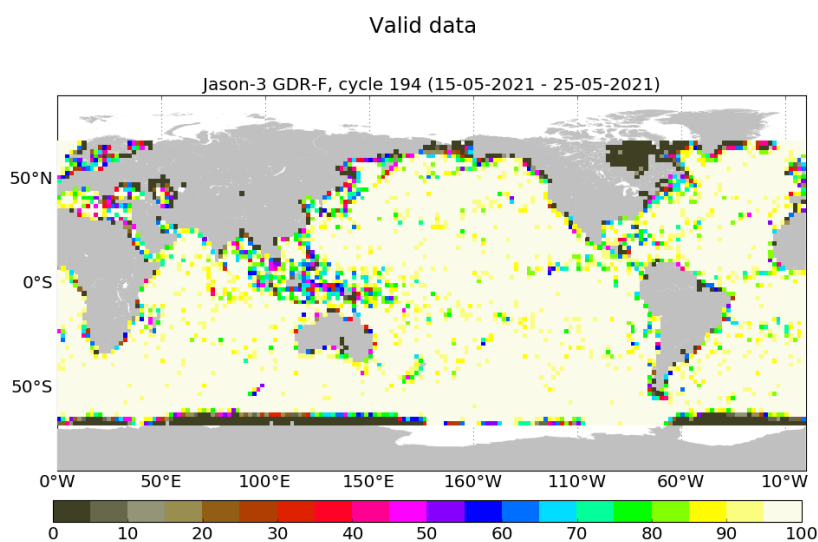 Valid data
Jason-3 GDR-F, cycle 194 (15-05-2021 - 25-05-2021)
50°N
0°S
50°S
0°W 50°E 100°E 150°E 160°W 110°W 60°W 10°W
0 10 20 30 40 50 60 70 80 90 100